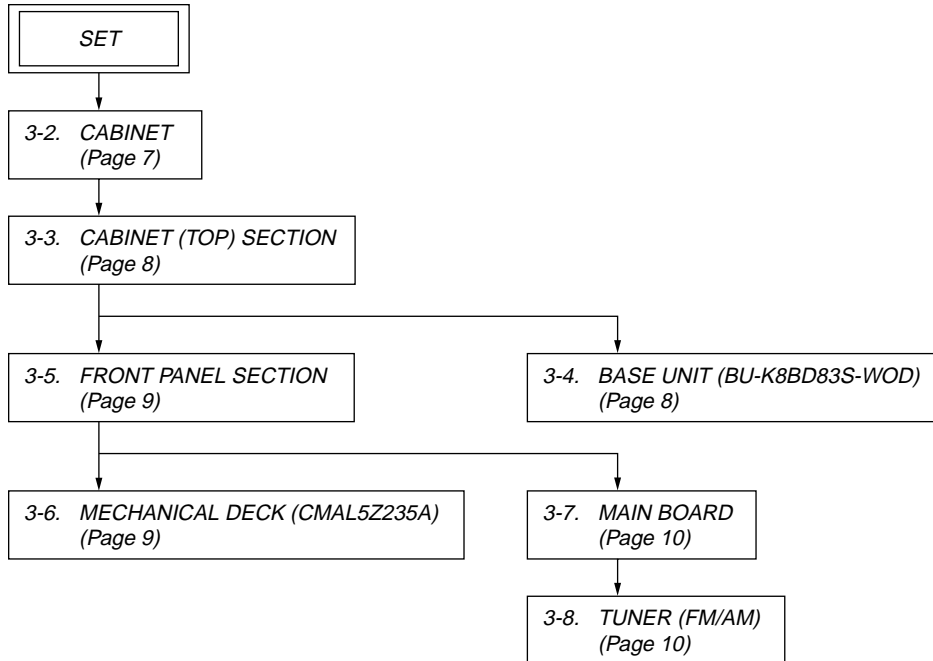 SET
3-2. CABINET
(Page 7)
3-3. CABINET (TOP) SECTION
(Page 8)
3-5. FRONT PANEL SECTION
(Page 9)
3-4. BASE UNIT (BU-K8BD83S-WOD)
(Page 8)
3-6. MECHANICAL DECK (CMAL5Z235A)
(Page 9)
3-7. MAIN BOARD
(Page 10)
3-8. TUNER (FM/AM)
(Page 10)